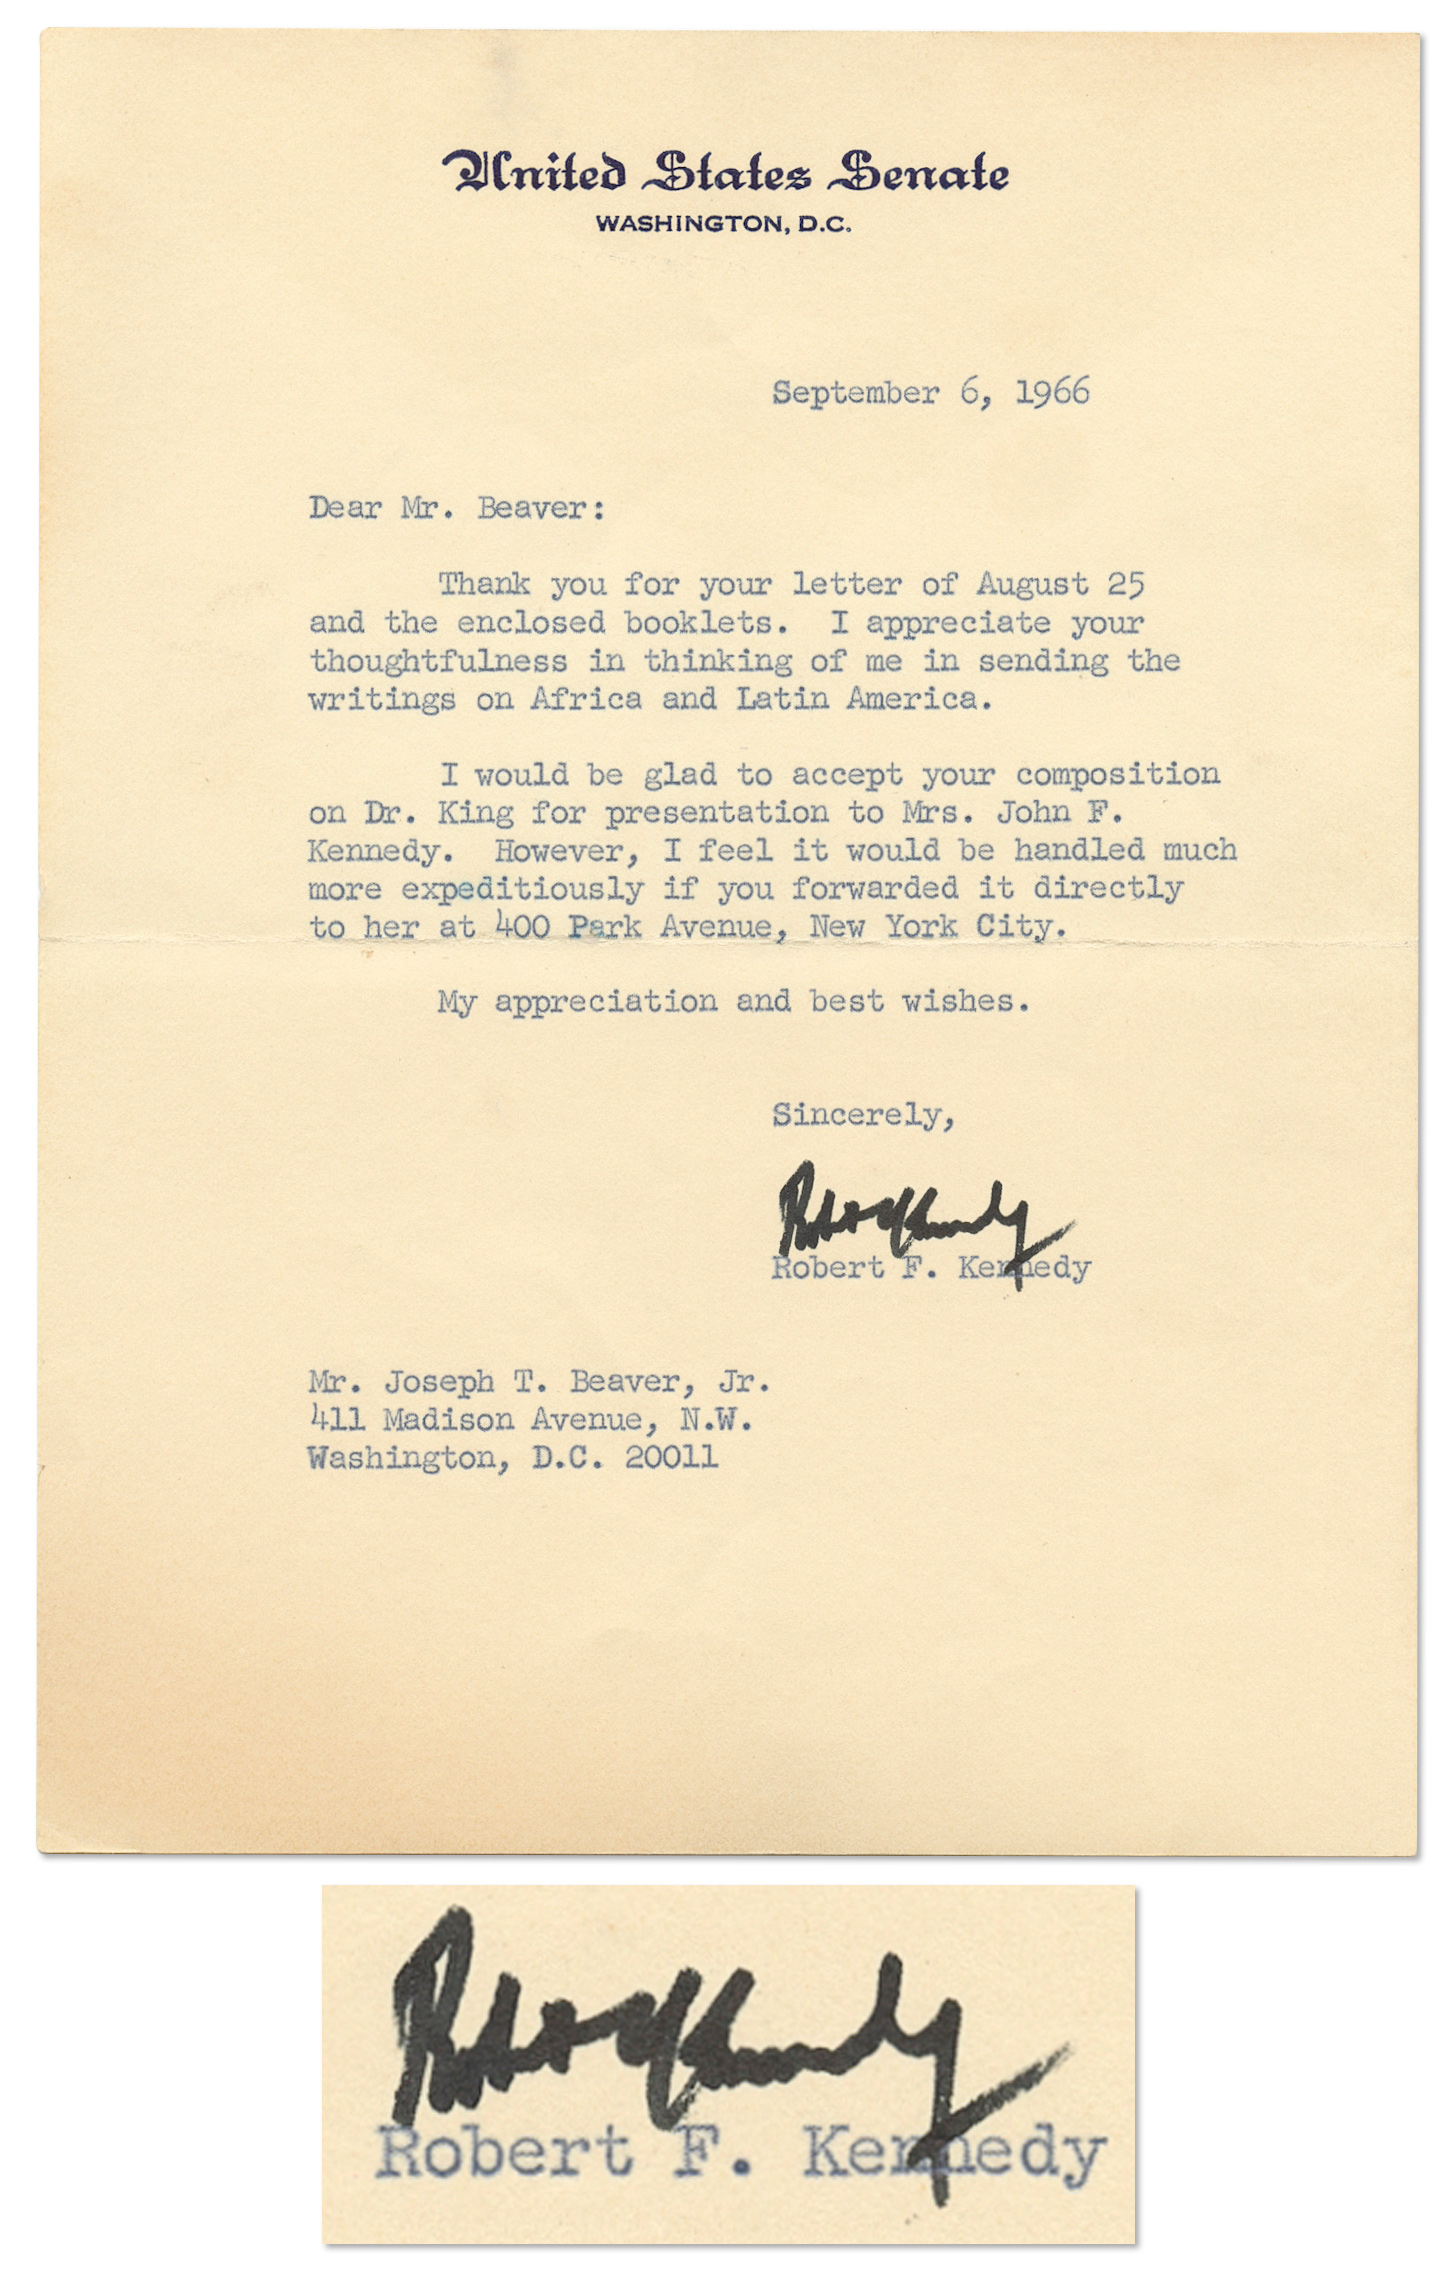 United States Senate
WASHINGTON, D.C.
September 6, 1966
Dear Mr. Beaver:
Thank you for your letter of August 25
and the enclosed booklets. I appreciate your
thoughtfulness in thinking of me in sending the
writings on Africa and Latin America.
I would be glad to accept your composition
on Dr. King for presentation to Mrs. John F.
Kennedy. However, I feel it would be handled much
more expeditiously if you forwarded it directly
to her at 400 Park Avenue, New York City.
My appreciation and best wishes.
Sincerely,
Robert F Kennedy
Robert F. Kennedy
Mr. Joseph T. Beaver, Jr.
411 Madison Avenue, N.W.
Washington, D.C. 20011
Robert F Kennedy
Robert F. Kennedy